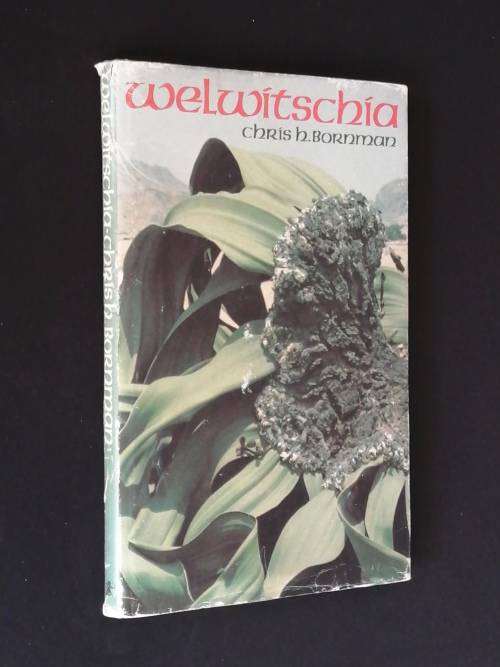 Welwitschia
Chris H. Bornman
Welwitschia · Chris H. Bornman